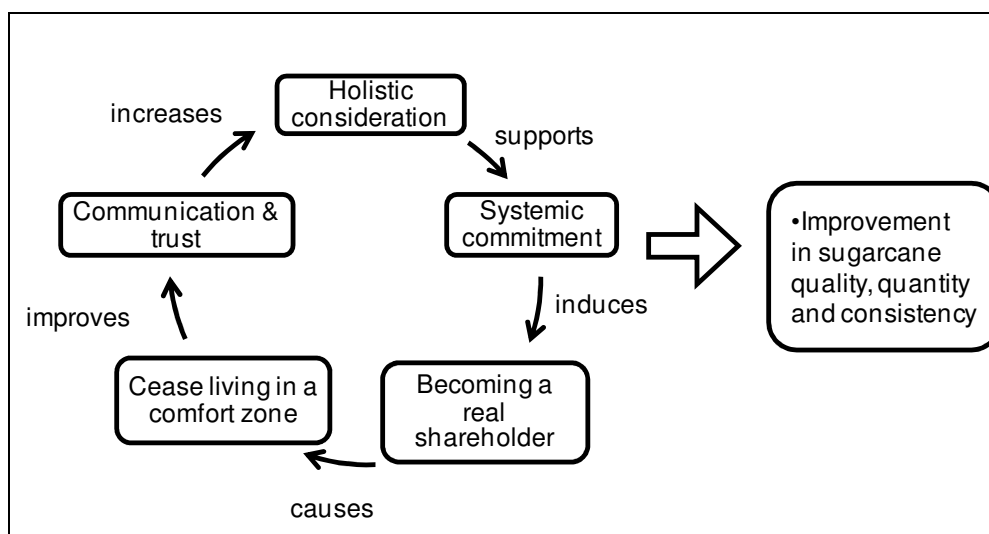 Holistic
consideration
increases
supports
Communication &
trust
Systemic
commitment
•Improvement
in sugarcane
quality, quantity
and consistency
improves
induces
Cease living in a
comfort zone
Becoming a
real
shareholder
causes